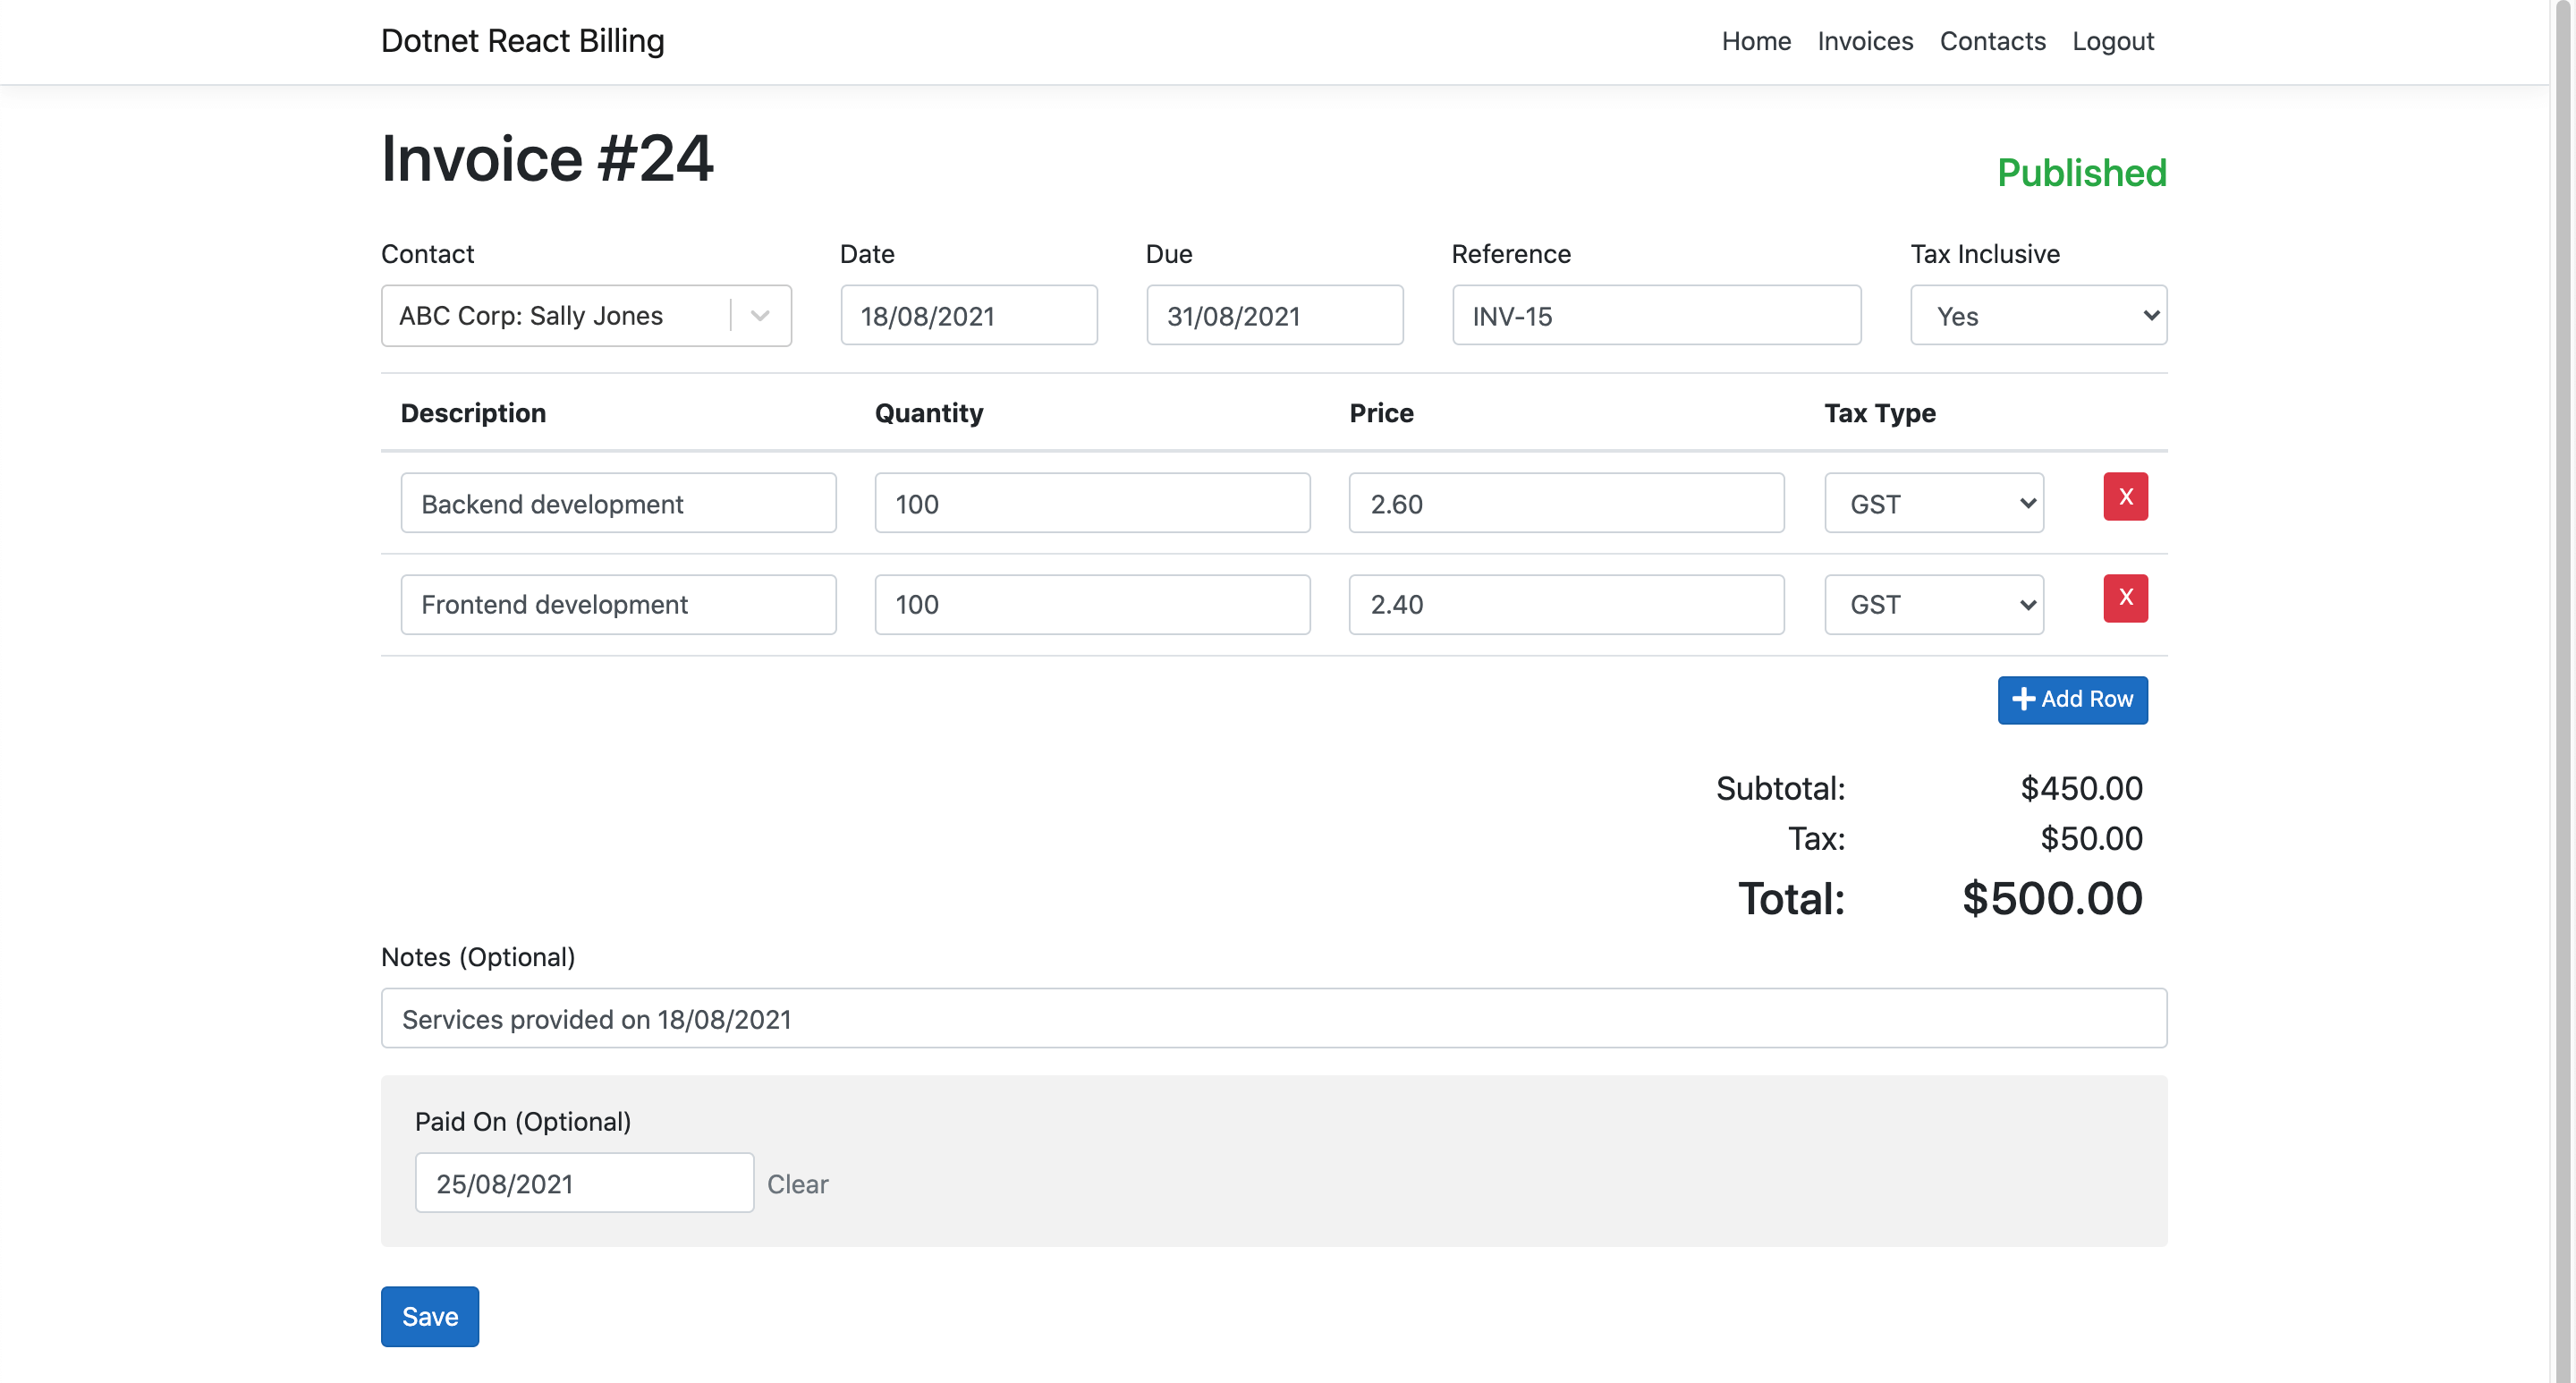 Dotnet React Billing Home Invoices Contacts Logout
Invoice #24 Published
Contact Date Due Reference Tax Inclusive
ABC Corp: Sally Jones 18/08/2021 31/08/2021 INV-15 Yes
Description Quantity Price Tax Type
Backend development 100 2.60 GST X
Frontend development 100 2.40 GST X
Add Row
Subtotal: $450.00
Tax: $50.00
Total: $500.00
Notes (Optional)
Services provided on 18/08/2021
Paid On (Optional)
25/08/2021 Clear
Save